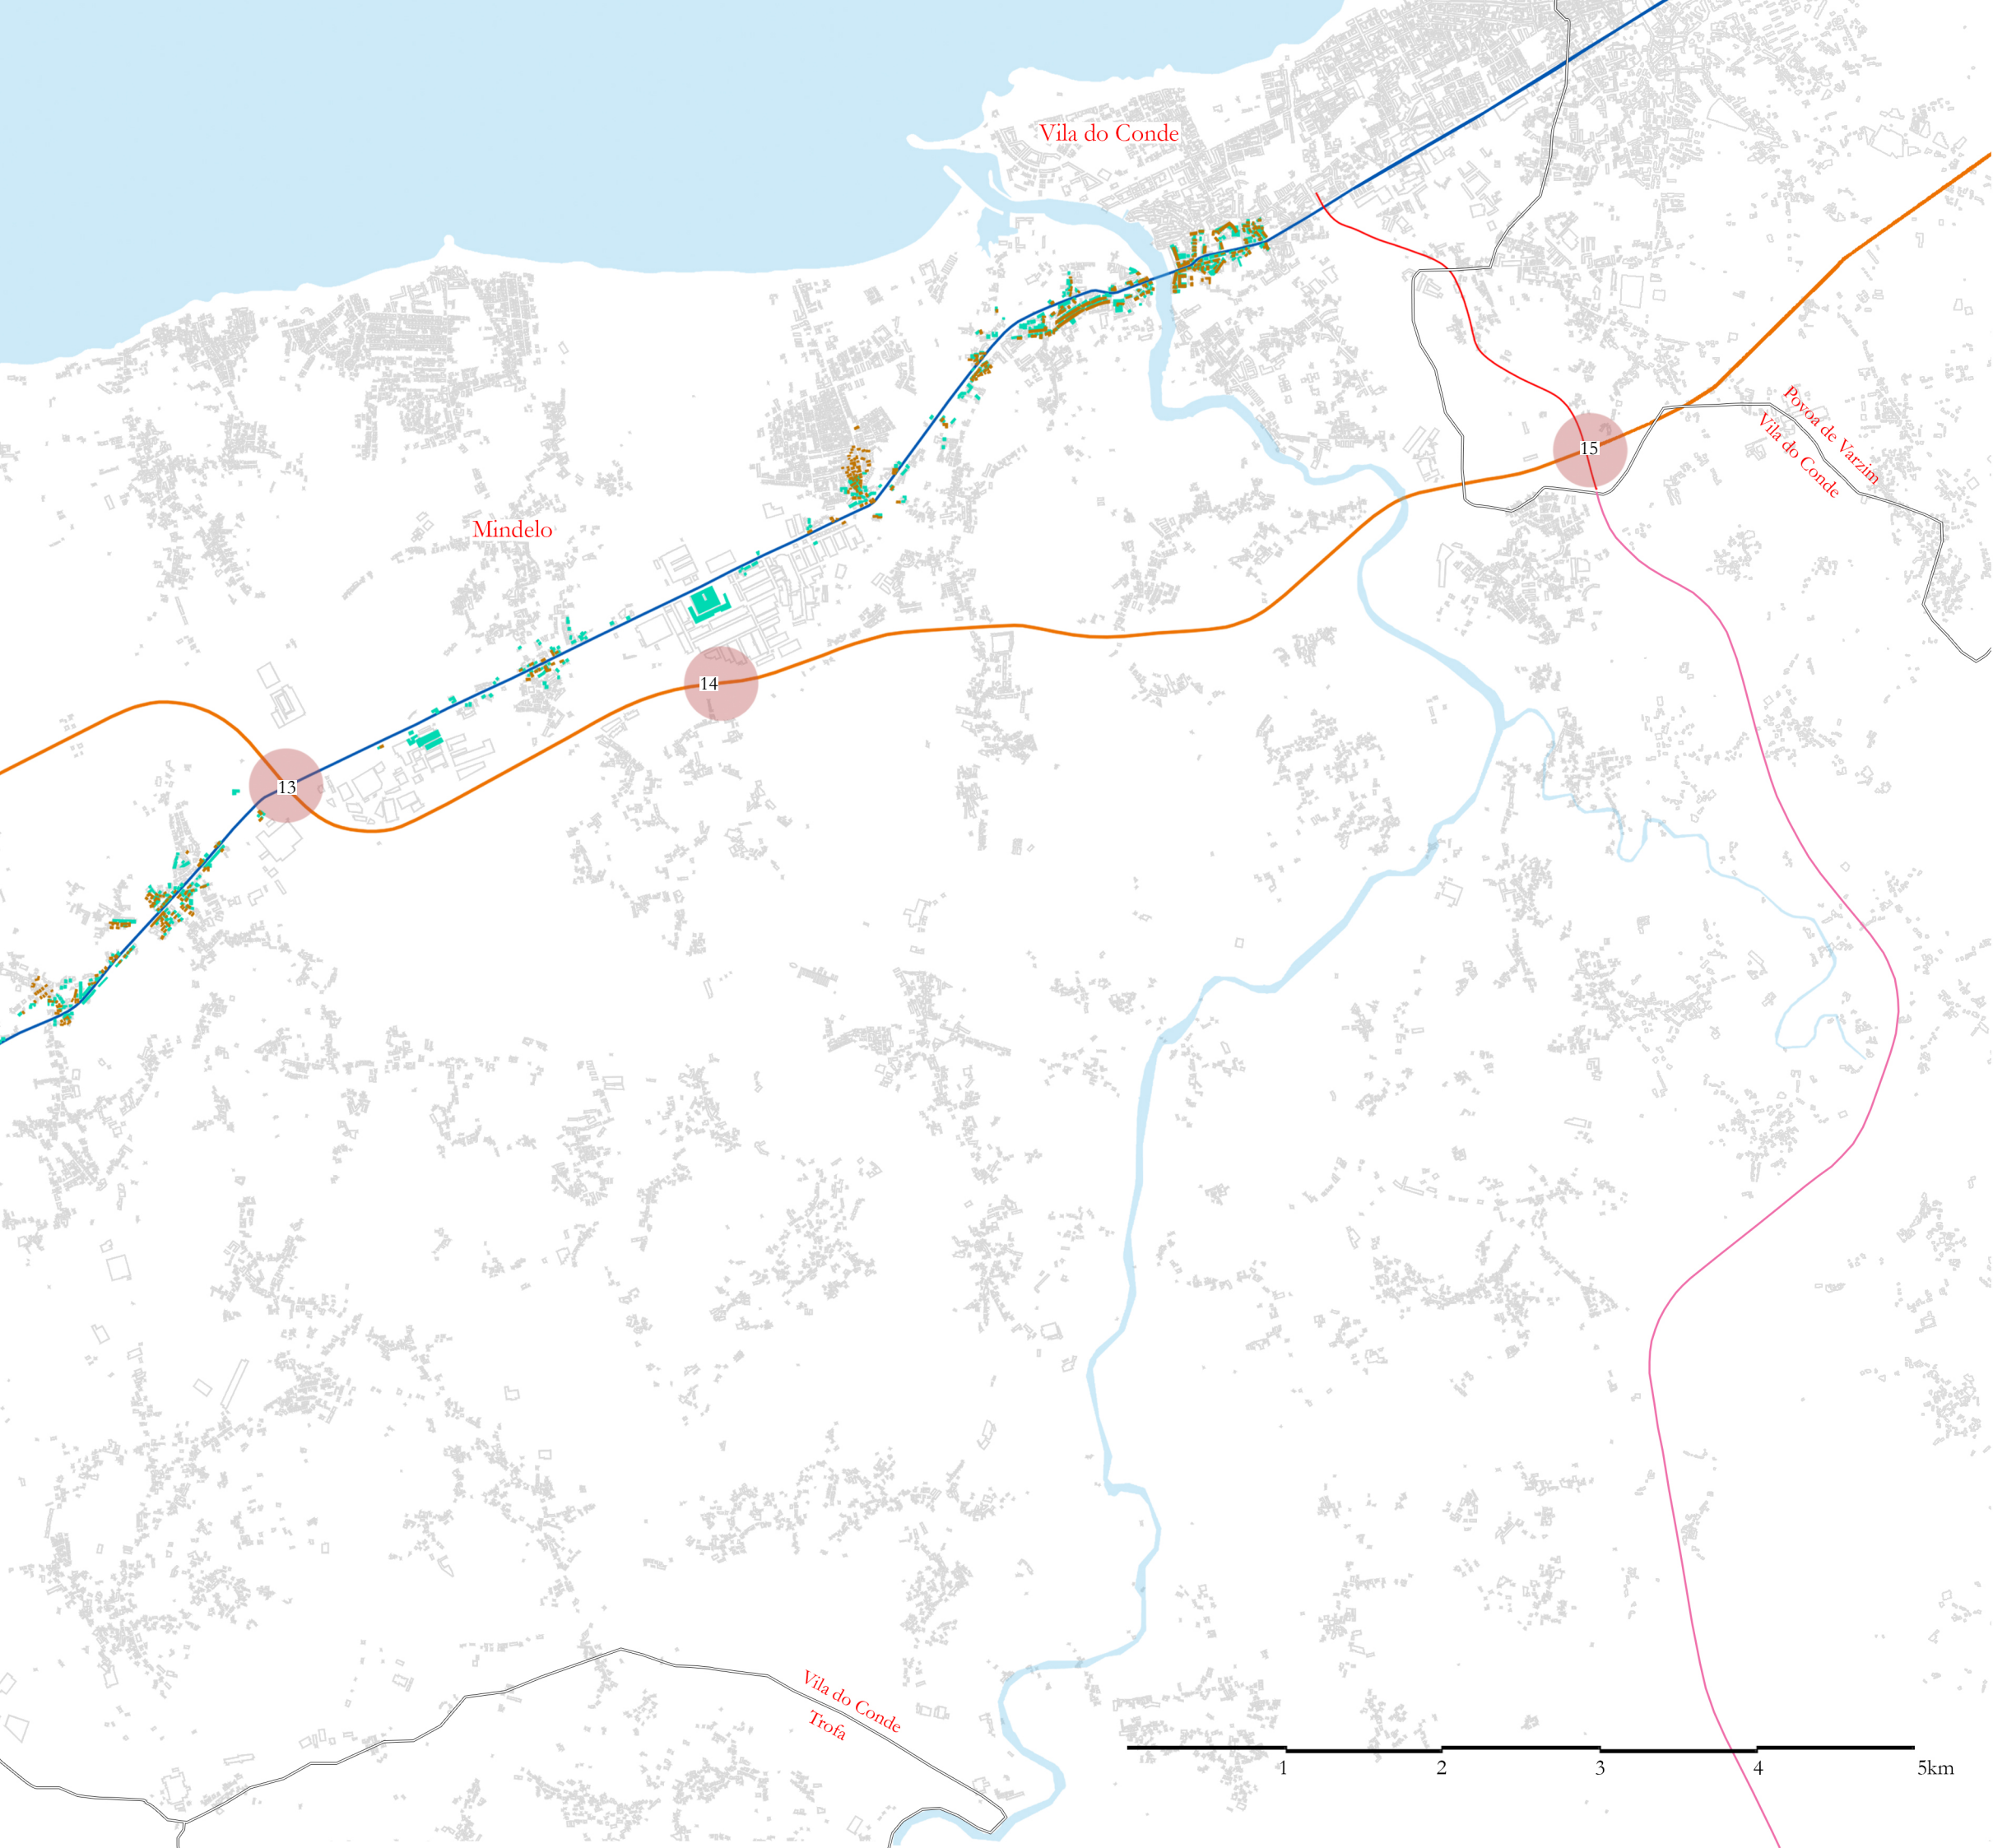 Vila do Conde
Povoa de Varzim
Vila do Conde
15
Mindelo
14
13
Vila do Conde
Trofa
1 2 3 4 5km